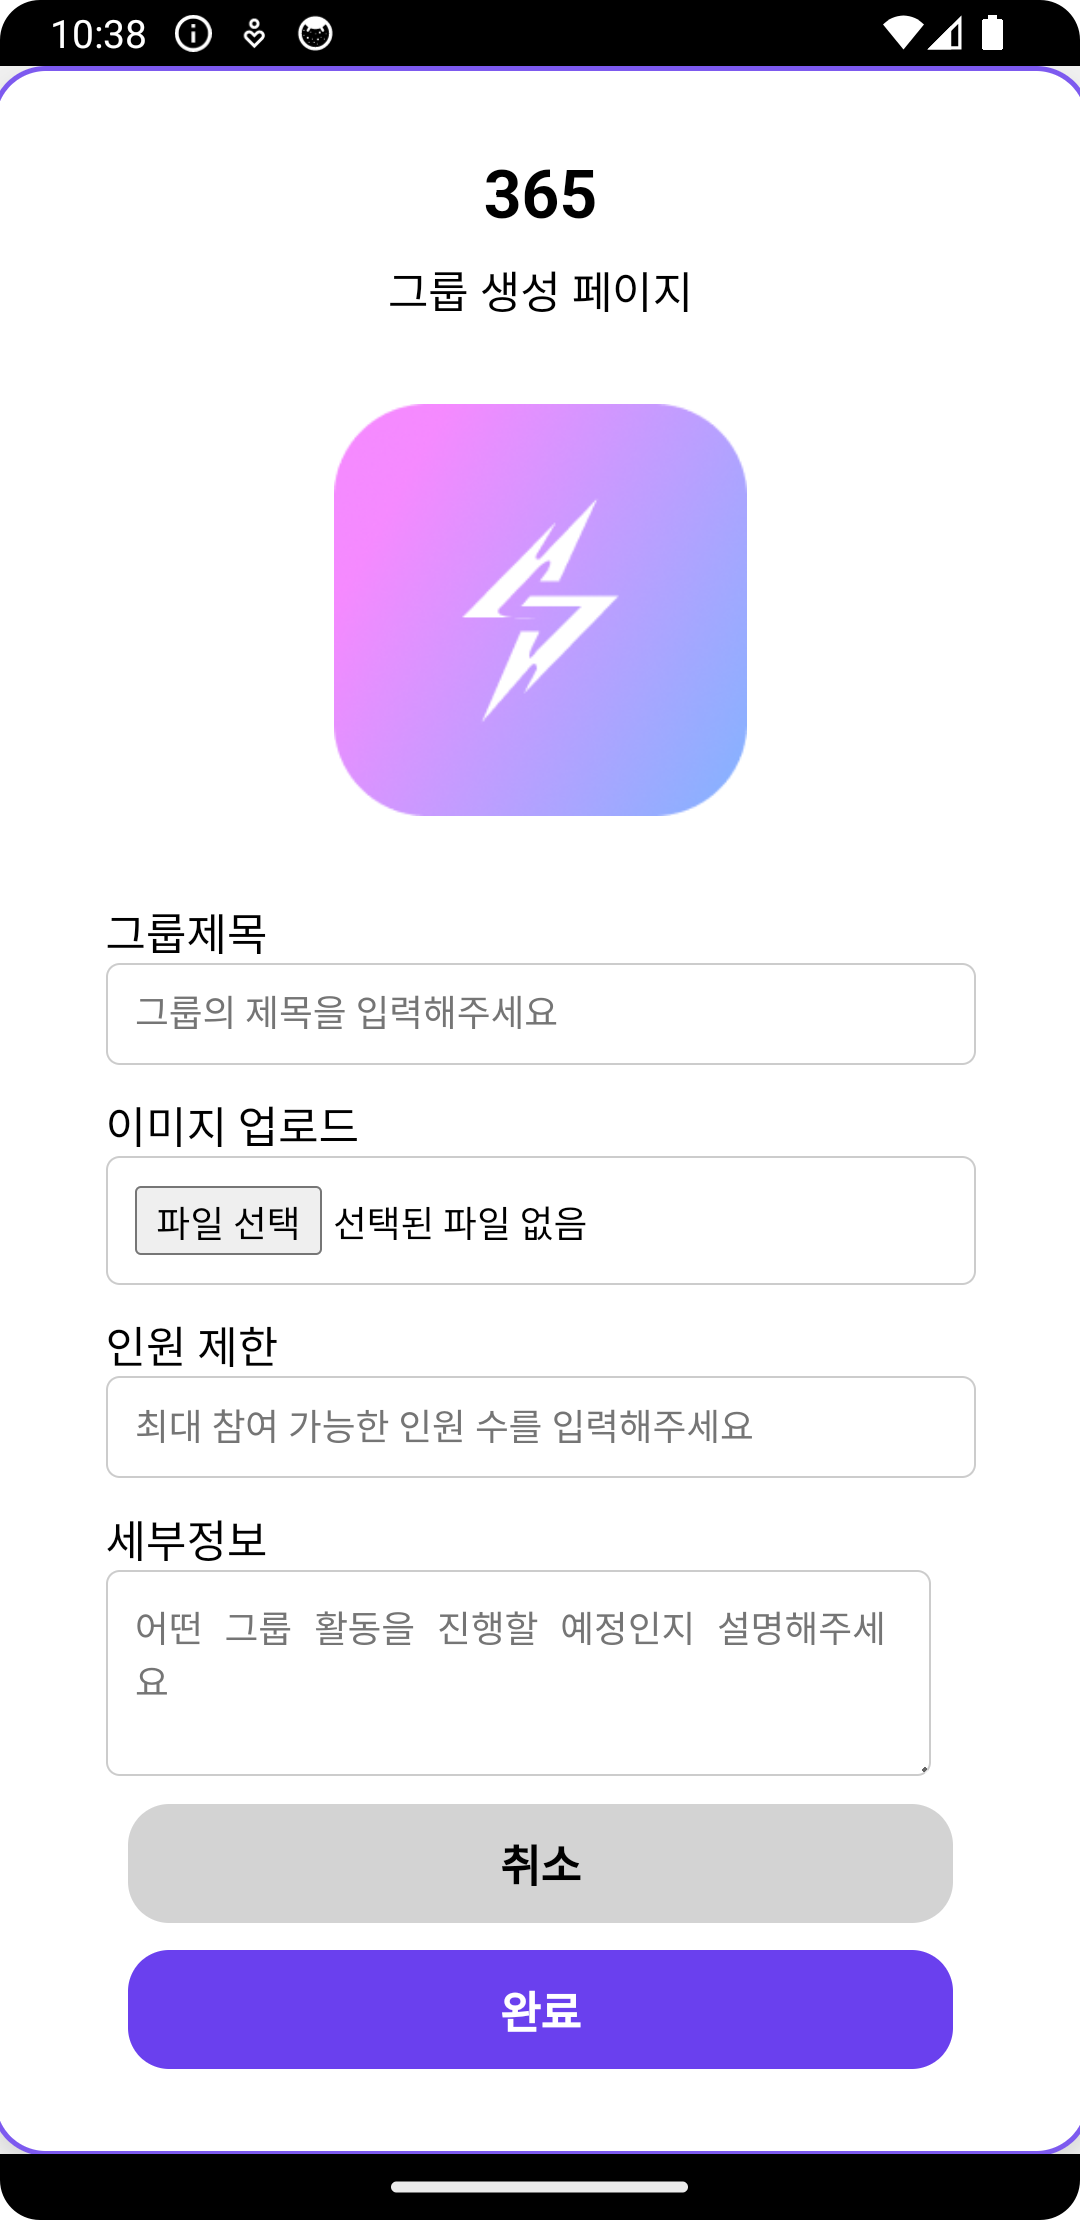 10:38
365
그룹 생성 페이지
그룹제목
그룹의 제목을 입력해주세요
이미지 업로드
파일 선택 선택된 파일 없음
인원 제한
최대 참여 가능한 인원 수를 입력해주세요
세부정보
어떤 그룹 활동을 진행할 예정인지 설명해주세
요
취소
완료